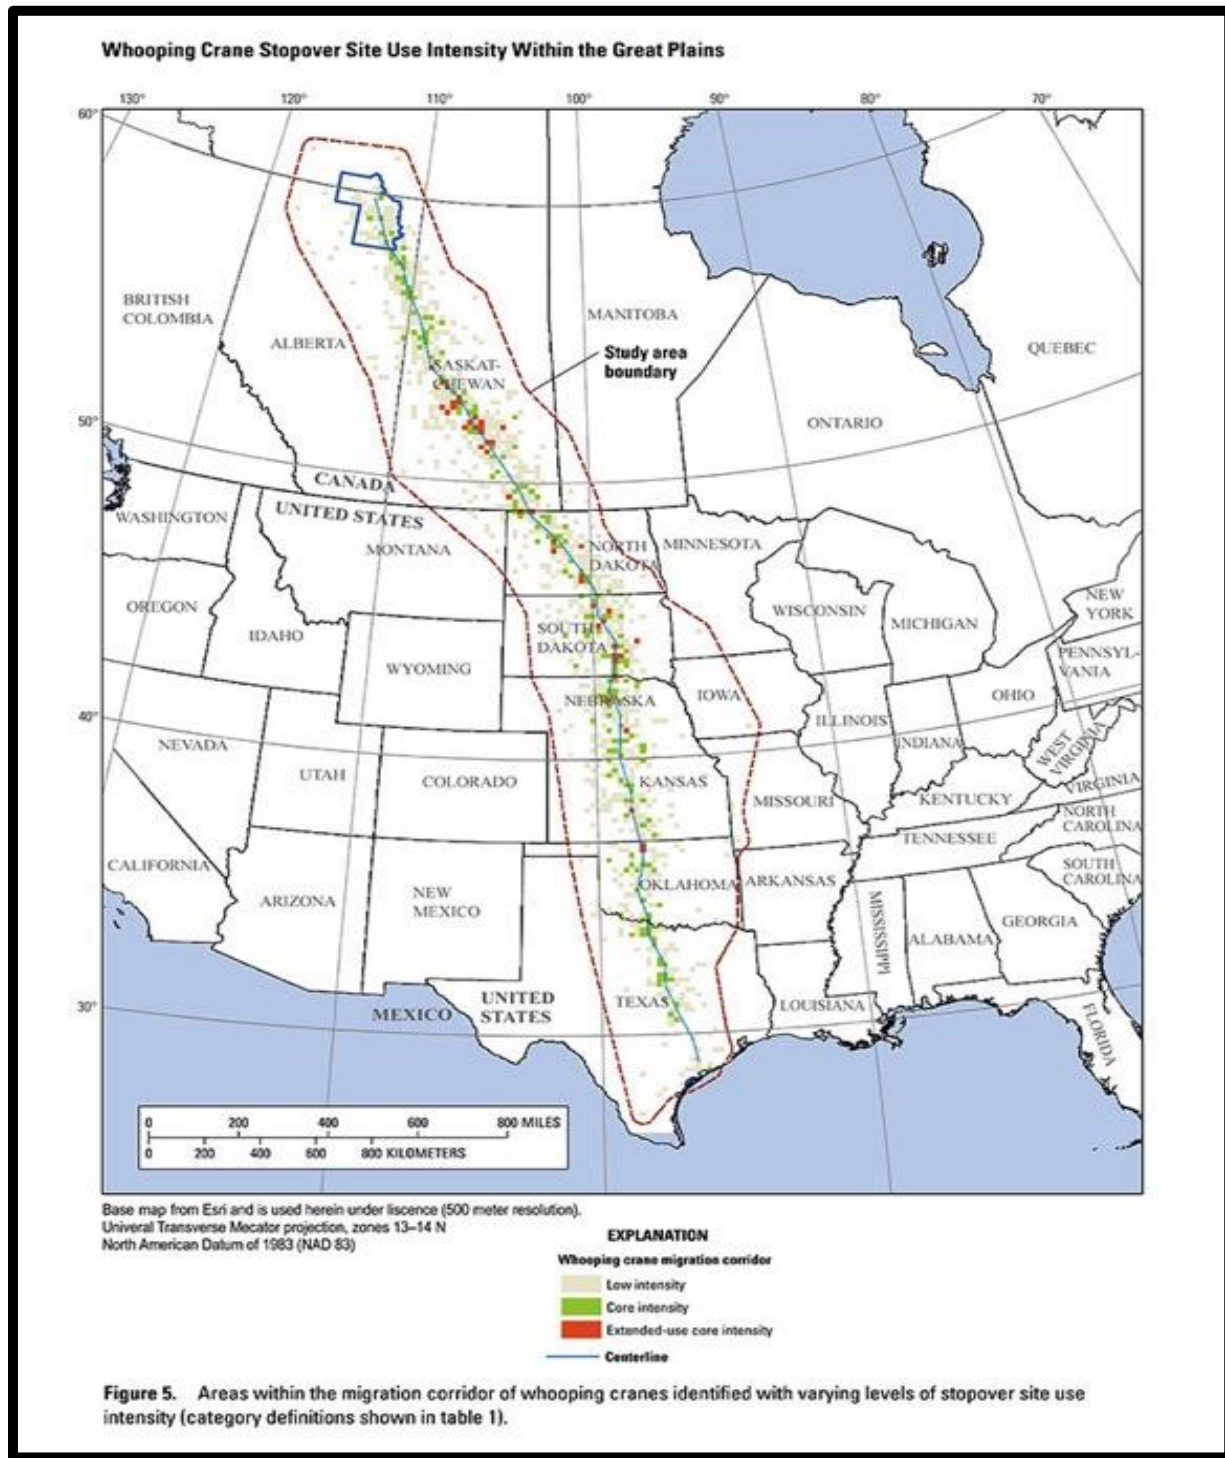 Whooping Crane Stopover Site Use Intensity Within the Great Plains
130° 120° 110° 100° 90° 80° 70°
60°
BRITISH
COLOMBIA
ALBERTA
SASKAT-
CHEWAN
MANITOBA
Study area
boundary
QUEBEC
ONTARIO
50°
CANADA
UNITED STATES
WASHINGTON
MONTANA
NORTH
DAKOTA
MINNESOTA
OREGON
IDAHO
WYOMING
SOUTH
DAKOTA
WISCONSIN
MICHIGAN
NEW
YORK
PENNSYL-
VANIA
NEBRASKA
IOWA
ILLINOIS
INDIANA
OHIO
WEST
VIRGINIA
VIRGINIA
40°
NEVADA
UTAH
COLORADO
KANSAS
MISSOURI
KENTUCKY
NORTH
CAROLINA
TENNESSEE
CALIFORNIA
ARIZONA
NEW
MEXICO
OKLAHOMA
ARKANSAS
SOUTH
CAROLINA
MISSISSIPPI
ALABAMA
GEORGIA
30°
MEXICO
UNITED
STATES
TEXAS
LOUISIANA
FLORIDA
0 200 400 600 800 MILES
0 200 400 600 800 KILOMETERS
Base map from Esri and is used herein under liscence (500 meter resolution).
Univeral Transverse Mecator projection, zones 13–14 N
North American Datum of 1983 (NAD 83)
EXPLANATION
Whooping crane migration corridor
Low intensity
Core intensity
Extended-use core intensity
Centerline
Figure 5. Areas within the migration corridor of whooping cranes identified with varying levels of stopover site use
intensity (category definitions shown in table 1).